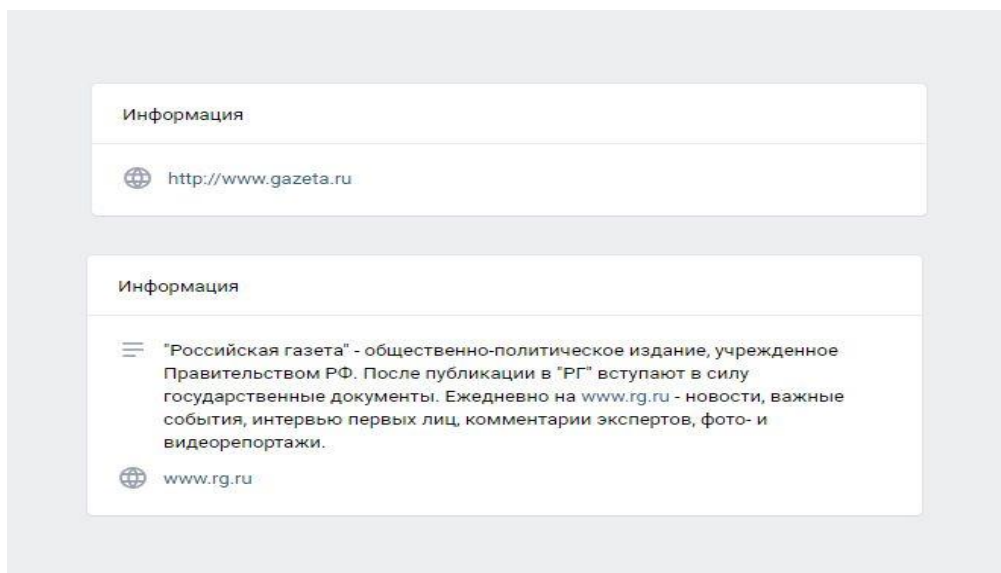 Информация
http://www.gazeta.ru
Информация
"Российская газета" - общественно-политическое издание, учрежденное
Правительством РФ. После публикации в "РГ" вступают в силу
государственные документы. Ежедневно на www.rg.ru - новости, важные
события, интервью первых лиц, комментарии экспертов, фото- и
видеорепортажи.
www.rg.ru